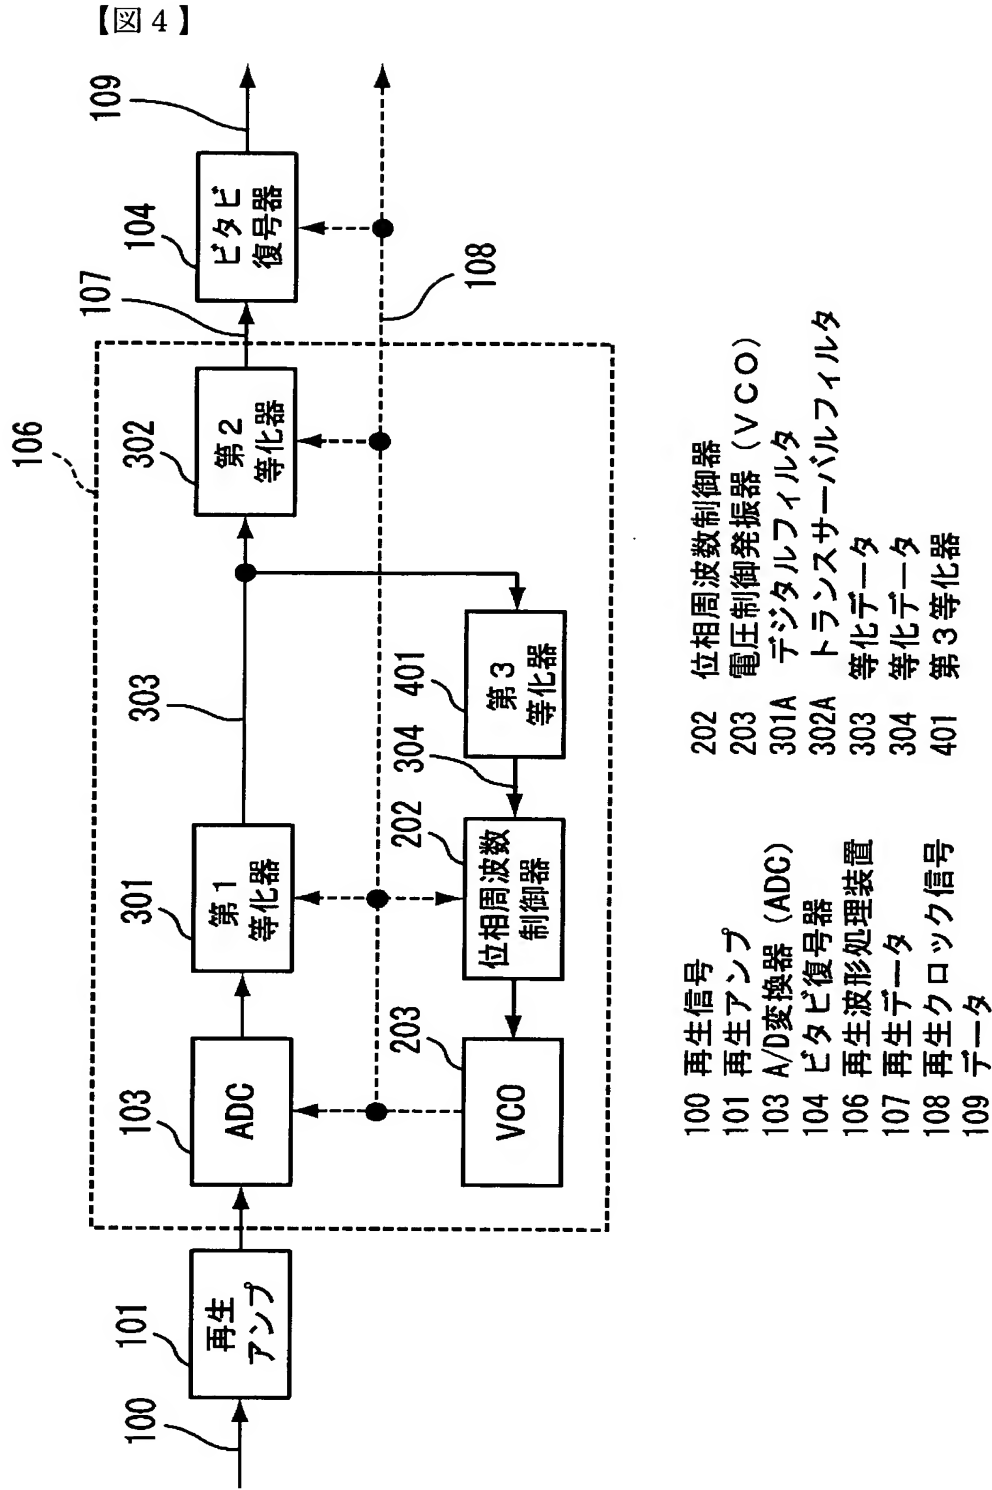 【図4】
106
100
101
再生
アンプ
103
ADC
301
第1
等化器
303
302
第2
等化器
107
104
ビタビ
復号器
109
203
VCO
202
位相周波数
制御器
304
401
第3
等化器
108
100 再生信号
101 再生アンプ
103 A/D変換器(ADC)
104 ビタビ復号器
106 再生波形処理装置
107 再生データ
108 再生クロック信号
109 データ
202 位相周波数制御器
203 電圧制御発振器(VCO)
301A デジタルフィルタ
302A トランスサーバルフィルタ
303 等化データ
304 等化データ
401 第3等化器